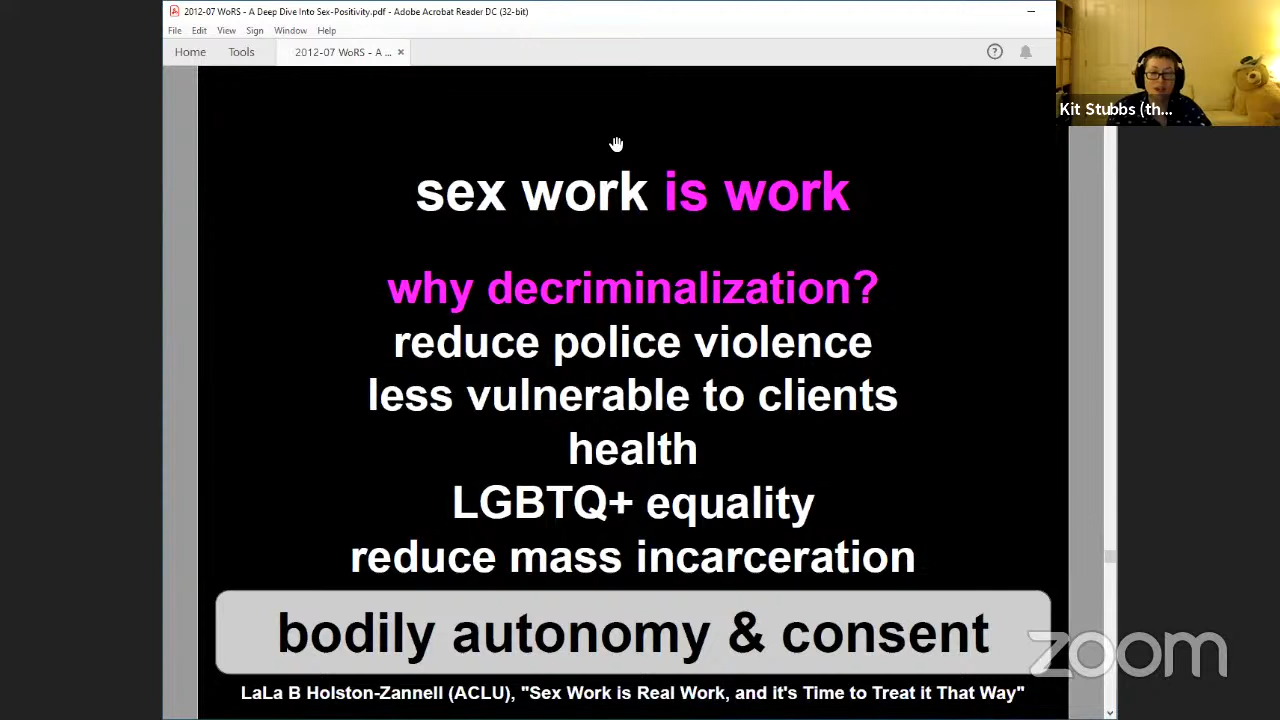 2012-07 WoRS - A Deep Dive Into Sex-Positivity.pdf - Adobe Acrobat Reader DC (32-bit)
File Edit View Sign Window Help
Home Tools 2012-07 WoRS - A ... ×
Kit Stubbs (th...
sex work is work
why decriminalization?
reduce police violence
less vulnerable to clients
health
LGBTQ+ equality
reduce mass incarceration
bodily autonomy & consent
zoom
LaLa B Holston-Zannell (ACLU), "Sex Work is Real Work, and it's Time to Treat it That Way"